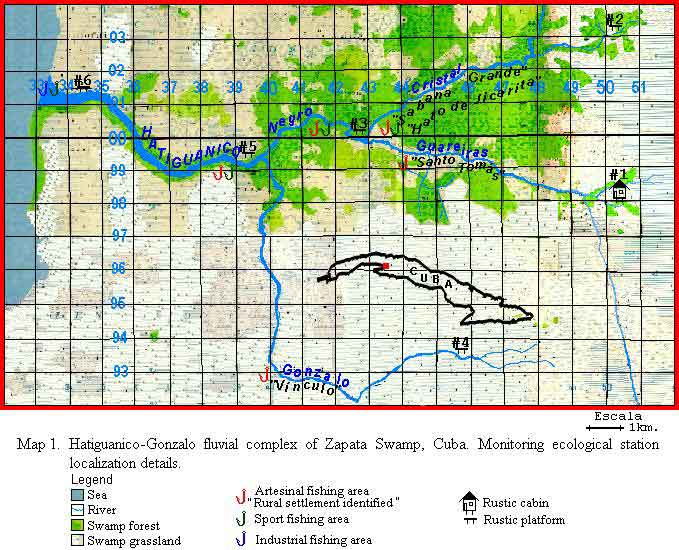 #2
03
02
#6
35
36
37
38
39
40
41
42
43
44
45
46
47
48
49
50
51
Cristal
"Sabana Grande"
"Hato de Jicarita"
91
Negro
#3
00
HATIGUANICO
#5
Guareiras
"Santo Tomas"
99
#1
98
97
96
CUBA
95
94
#4
93
Gonzalo
"Vinculo"
50
Escala
1km.
Map 1. Hatiguanico-Gonzalo fluvial complex of Zapata Swamp, Cuba. Monitoring ecological station
localization details.
Legend
Sea
River
Swamp forest
Swamp grassland
Artesinal fishing area
"Rural settlement identified"
Sport fishing area
Industrial fishing area
Rustic cabin
Rustic platform